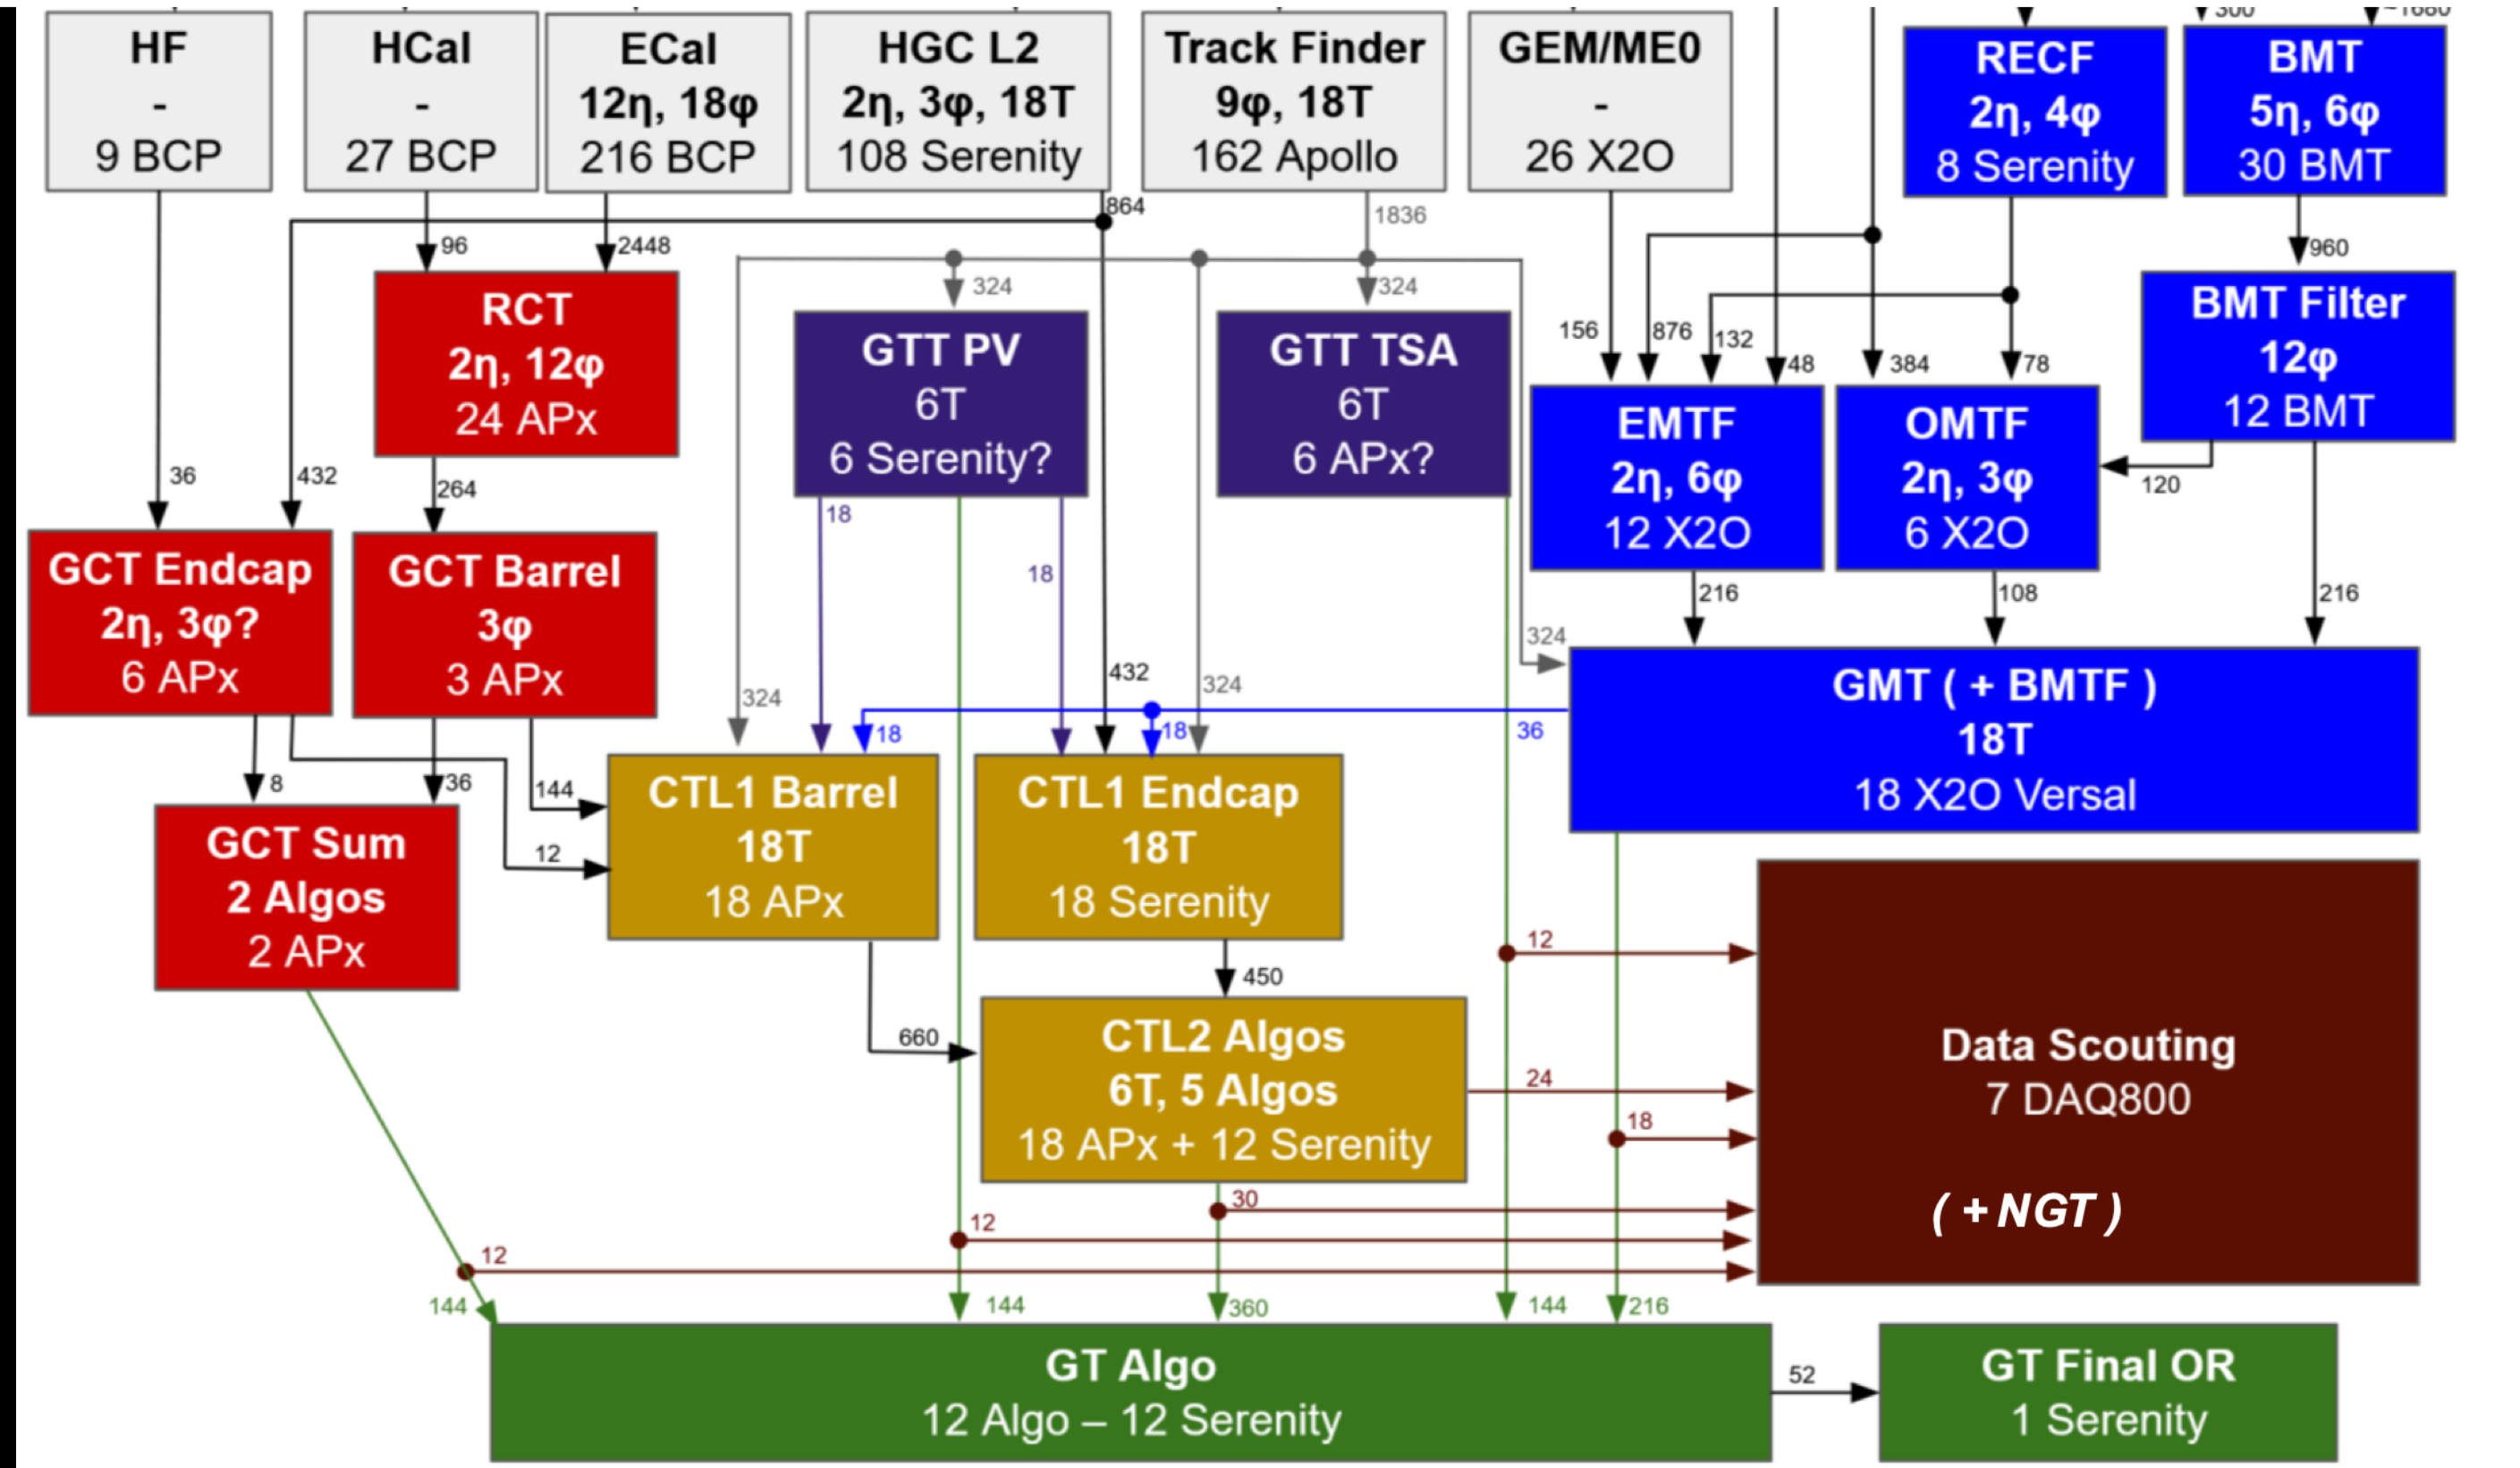 300
~1680
HF
-
9 BCP
HCal
-
27 BCP
ECal
12η, 18φ
216 BCP
HGC L2
2η, 3φ, 18T
108 Serenity
Track Finder
9φ, 18T
162 Apollo
GEM/ME0
-
26 X2O
RECF
2η, 4φ
8 Serenity
BMT
5η, 6φ
30 BMT
864
1836
96
2448
960
324
324
RCT
2η, 12φ
24 APx
GTT PV
6T
6 Serenity?
GTT TSA
6T
6 APx?
BMT Filter
12φ
12 BMT
156
876
132
48
384
78
EMTF
2η, 6φ
12 X2O
OMTF
2η, 3φ
6 X2O
120
36
432
264
18
18
GCT Endcap
2η, 3φ?
6 APx
GCT Barrel
3φ
3 APx
216
108
216
324
432
324
324
GMT ( + BMTF )
18T
18 X2O Versal
18
18
36
8
36
144
12
CTL1 Barrel
18T
18 APx
CTL1 Endcap
18T
18 Serenity
GCT Sum
2 Algos
2 APx
450
660
CTL2 Algos
6T, 5 Algos
18 APx + 12 Serenity
12
24
18
30
12
12
Data Scouting
7 DAQ800
( + NGT )
144
144
360
144
216
GT Algo
12 Algo – 12 Serenity
52
GT Final OR
1 Serenity